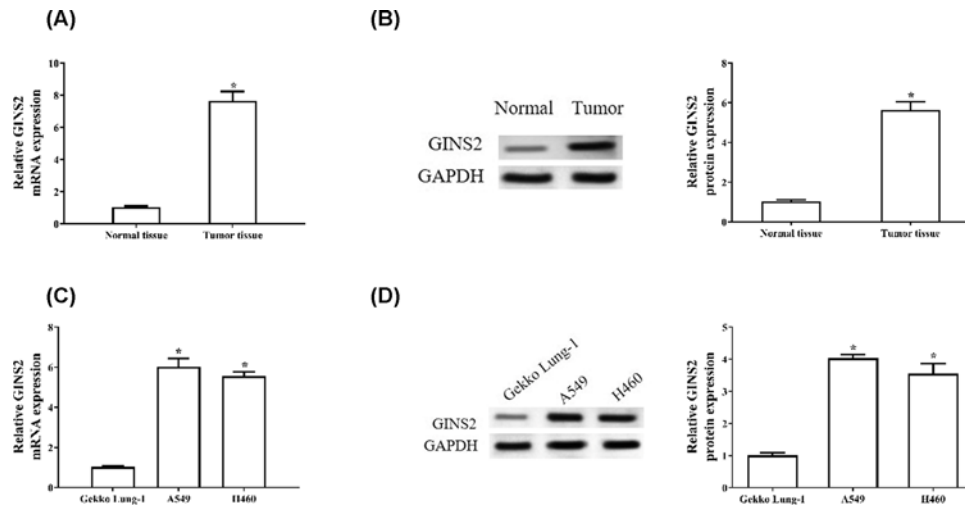 (A)
Relative GINS2
mRNA expression
10
8
6
4
2
0
*
Normal tissue Tumor tissue
(B)
Normal Tumor
GINS2
GAPDH
Relative GINS2
protein expression
8
6
4
2
0
*
Normal tissue Tumor tissue
(C)
Relative GINS2
mRNA expression
8
6
4
2
0
* *
Gekko Lung-1 A549 H460
(D)
Gekko Lung-1 A549 H460
GINS2
GAPDH
Relative GINS2
protein expression
5
4
3
2
1
0
* *
Gekko Lung-1 A549 H460